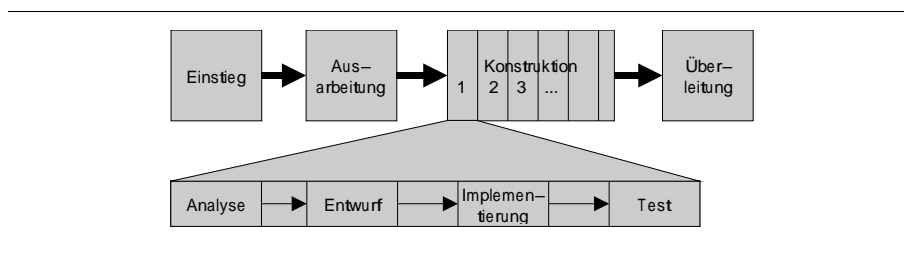 Einstieg
Aus–
arbeitung
Konstruktion
1 2 3 ...
Über–
leitung
Analyse
Entwurf
Implemen–
tierung
Test